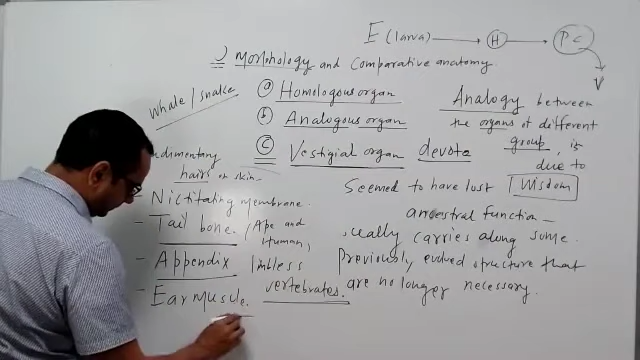 E (larva) → H → PC
V
1) Morphology and Comparative anatomy.
whale / snake
(a) Homologous organ
(b) Analogous organ
(c) Vestigial organ devote
Analogy between
the organs of different
group, is
due to
Wisdom
hairs on skin
- Nictitating membrane.
- Tail bone. (Ape and
Human,
- Appendix limbless
- Ear muscle. vertebrates.
Seemed to have lost
ancestral function –
carries along some
Previously evolved structure that
are no longer necessary.